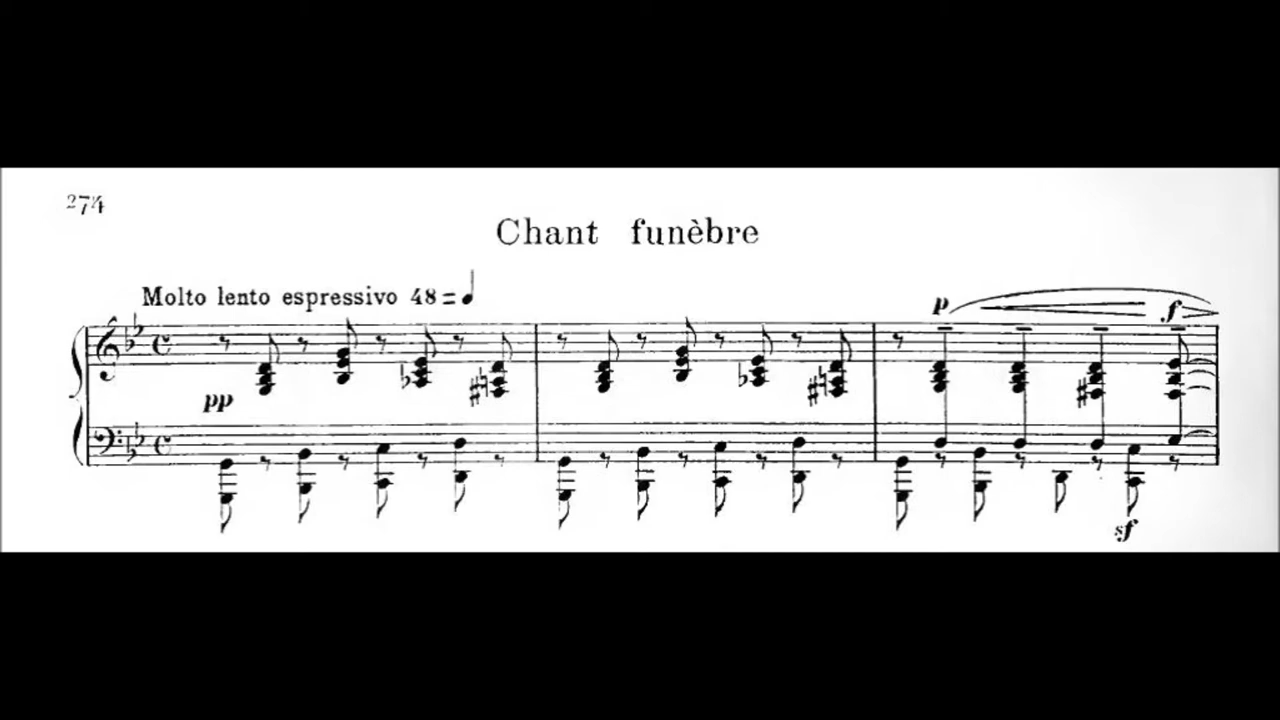 274
Chant funèbre
Molto lento espressivo 48 = ♩
p f
pp
sf